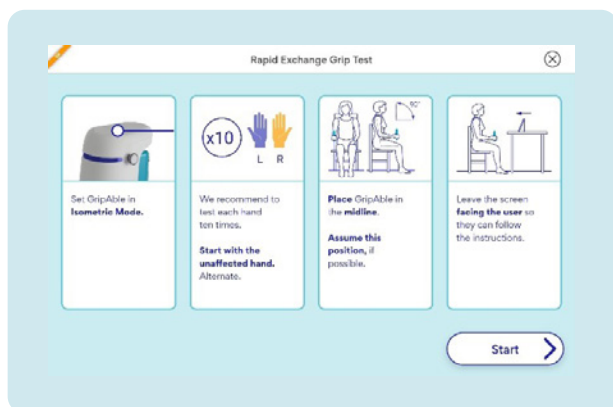 Rapid Exchange Grip Test
x10
L R
90°
Set GripAble in
Isometric Mode.
We recommend to
test each hand
ten times.
Start with the
unaffected hand.
Alternate.
Place GripAble in
the midline.
Assume this
position, if
possible.
Leave the screen
facing the user so
they can follow
the instructions.
Start